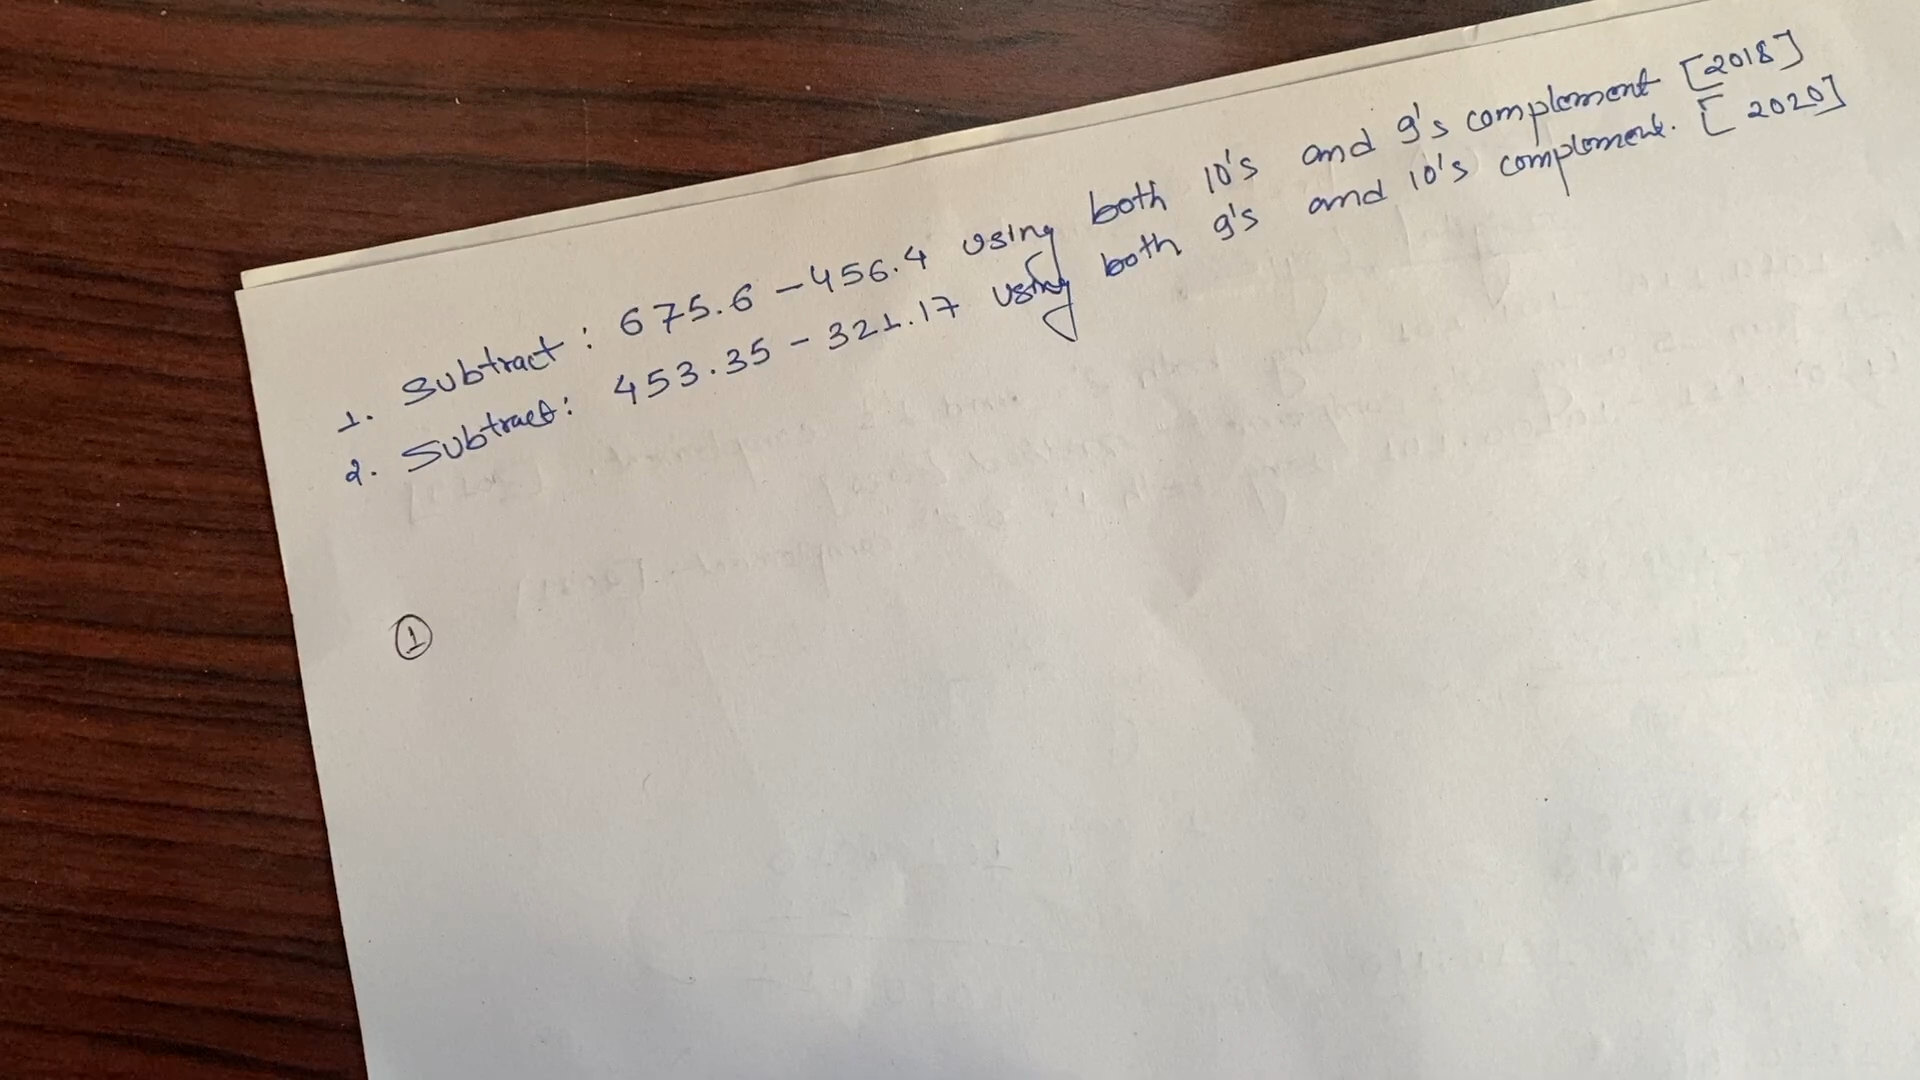 1. Subtract : 675.6 - 456.4 using both 10's and 9's complement [2018]
2. Subtract: 453.35 - 321.17 using both 9's and 10's complement. [2020]
1